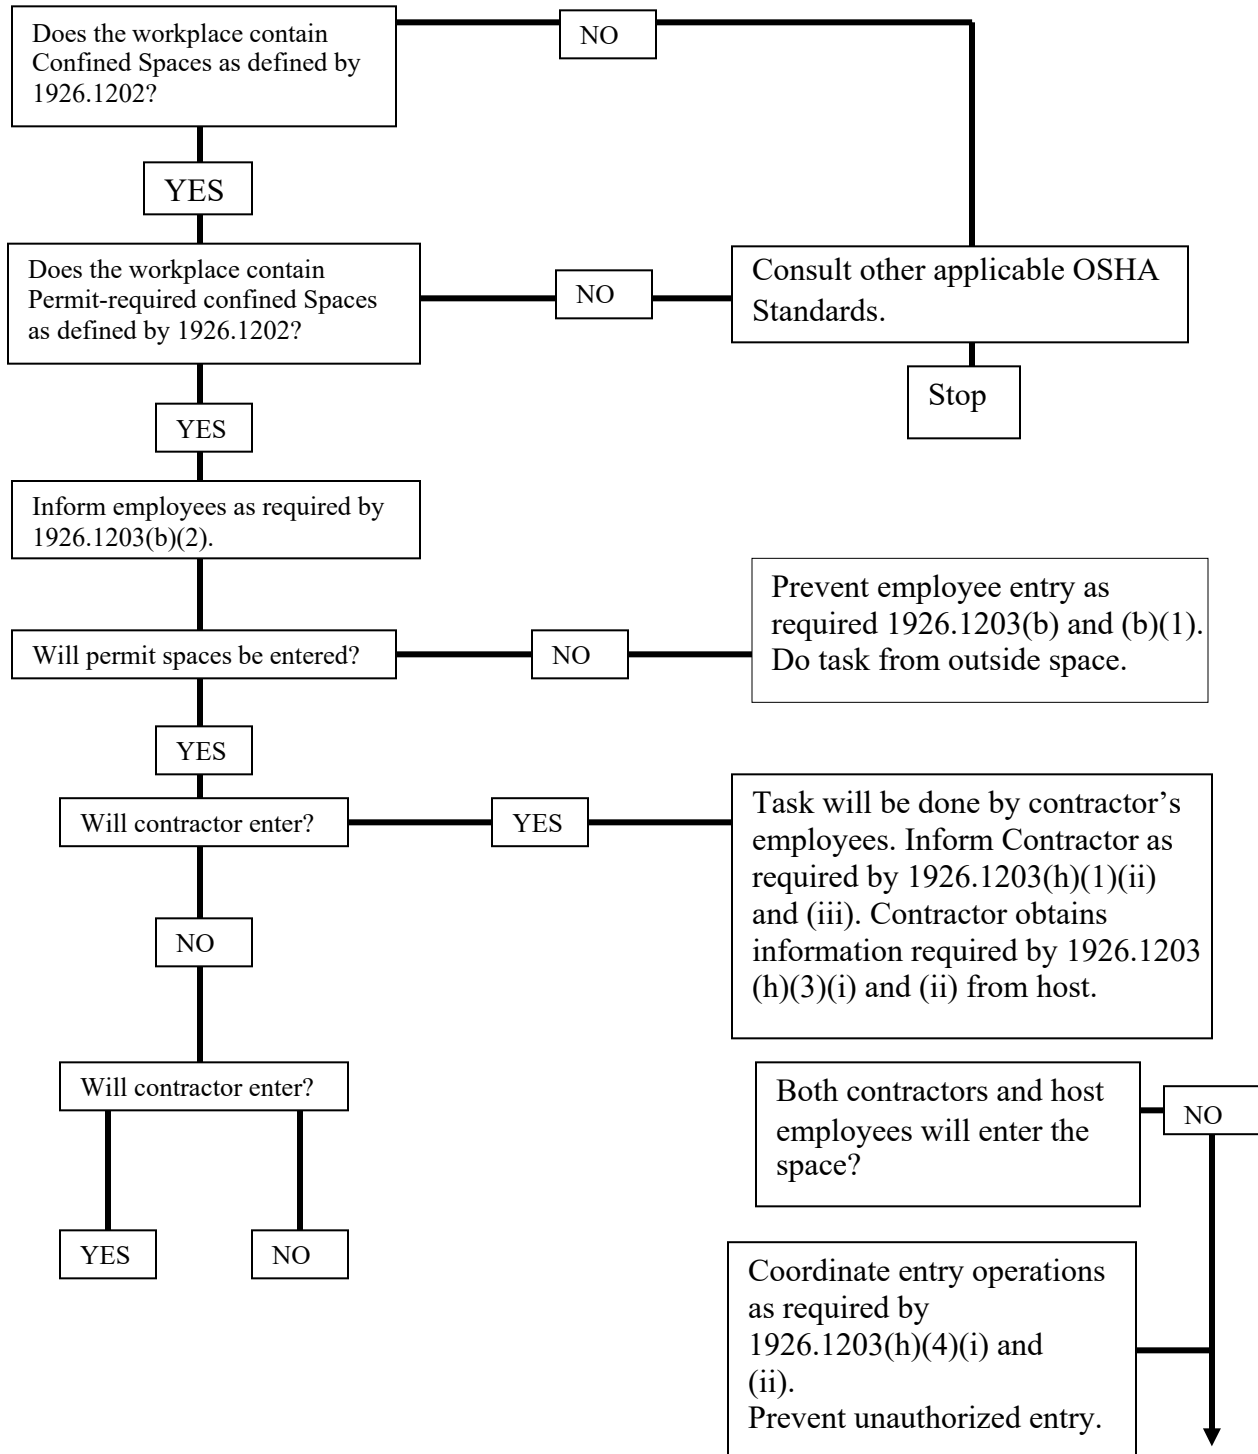 Does the workplace contain
Confined Spaces as defined by
1926.1202?
NO
YES
Does the workplace contain
Permit-required confined Spaces
as defined by 1926.1202?
NO
Consult other applicable OSHA
Standards.
Stop
YES
Inform employees as required by
1926.1203(b)(2).
Will permit spaces be entered?
NO
Prevent employee entry as
required 1926.1203(b) and (b)(1).
Do task from outside space.
YES
Will contractor enter?
YES
Task will be done by contractor’s
employees. Inform Contractor as
required by 1926.1203(h)(1)(ii)
and (iii). Contractor obtains
information required by 1926.1203
(h)(3)(i) and (ii) from host.
NO
Will contractor enter?
YES
NO
Both contractors and host
employees will enter the
space?
NO
Coordinate entry operations
as required by
1926.1203(h)(4)(i) and
(ii).
Prevent unauthorized entry.